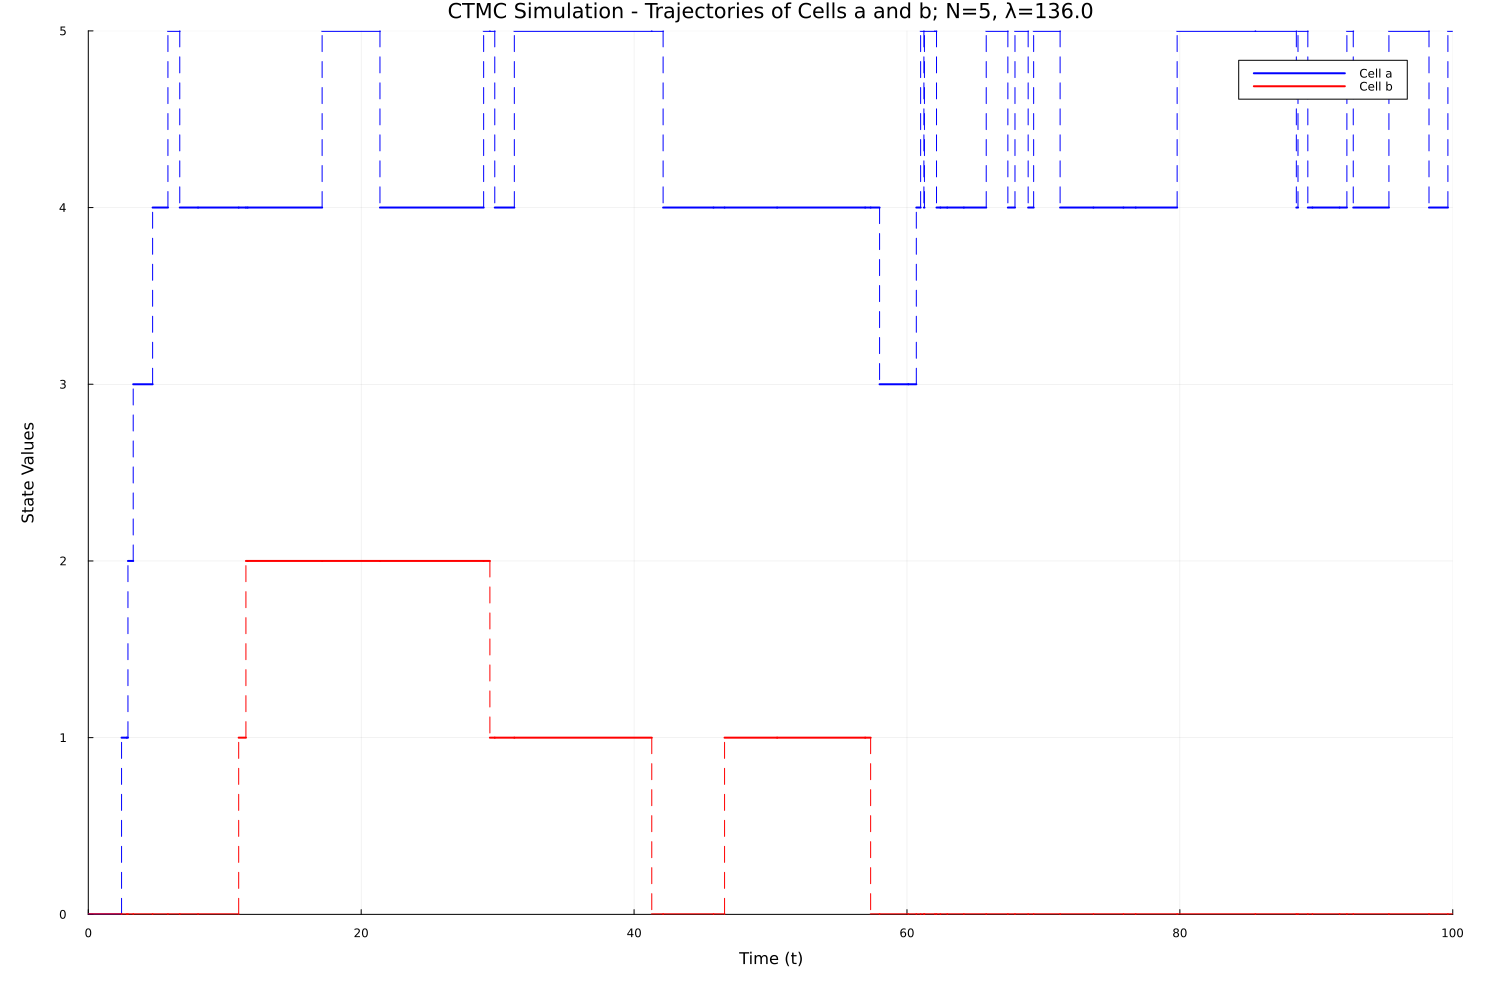 CTMC Simulation - Trajectories of Cells a and b; N=5, λ=136.0
5
4
3
2
1
0
State Values
Cell a
Cell b
0 20 40 60 80 100
Time (t)